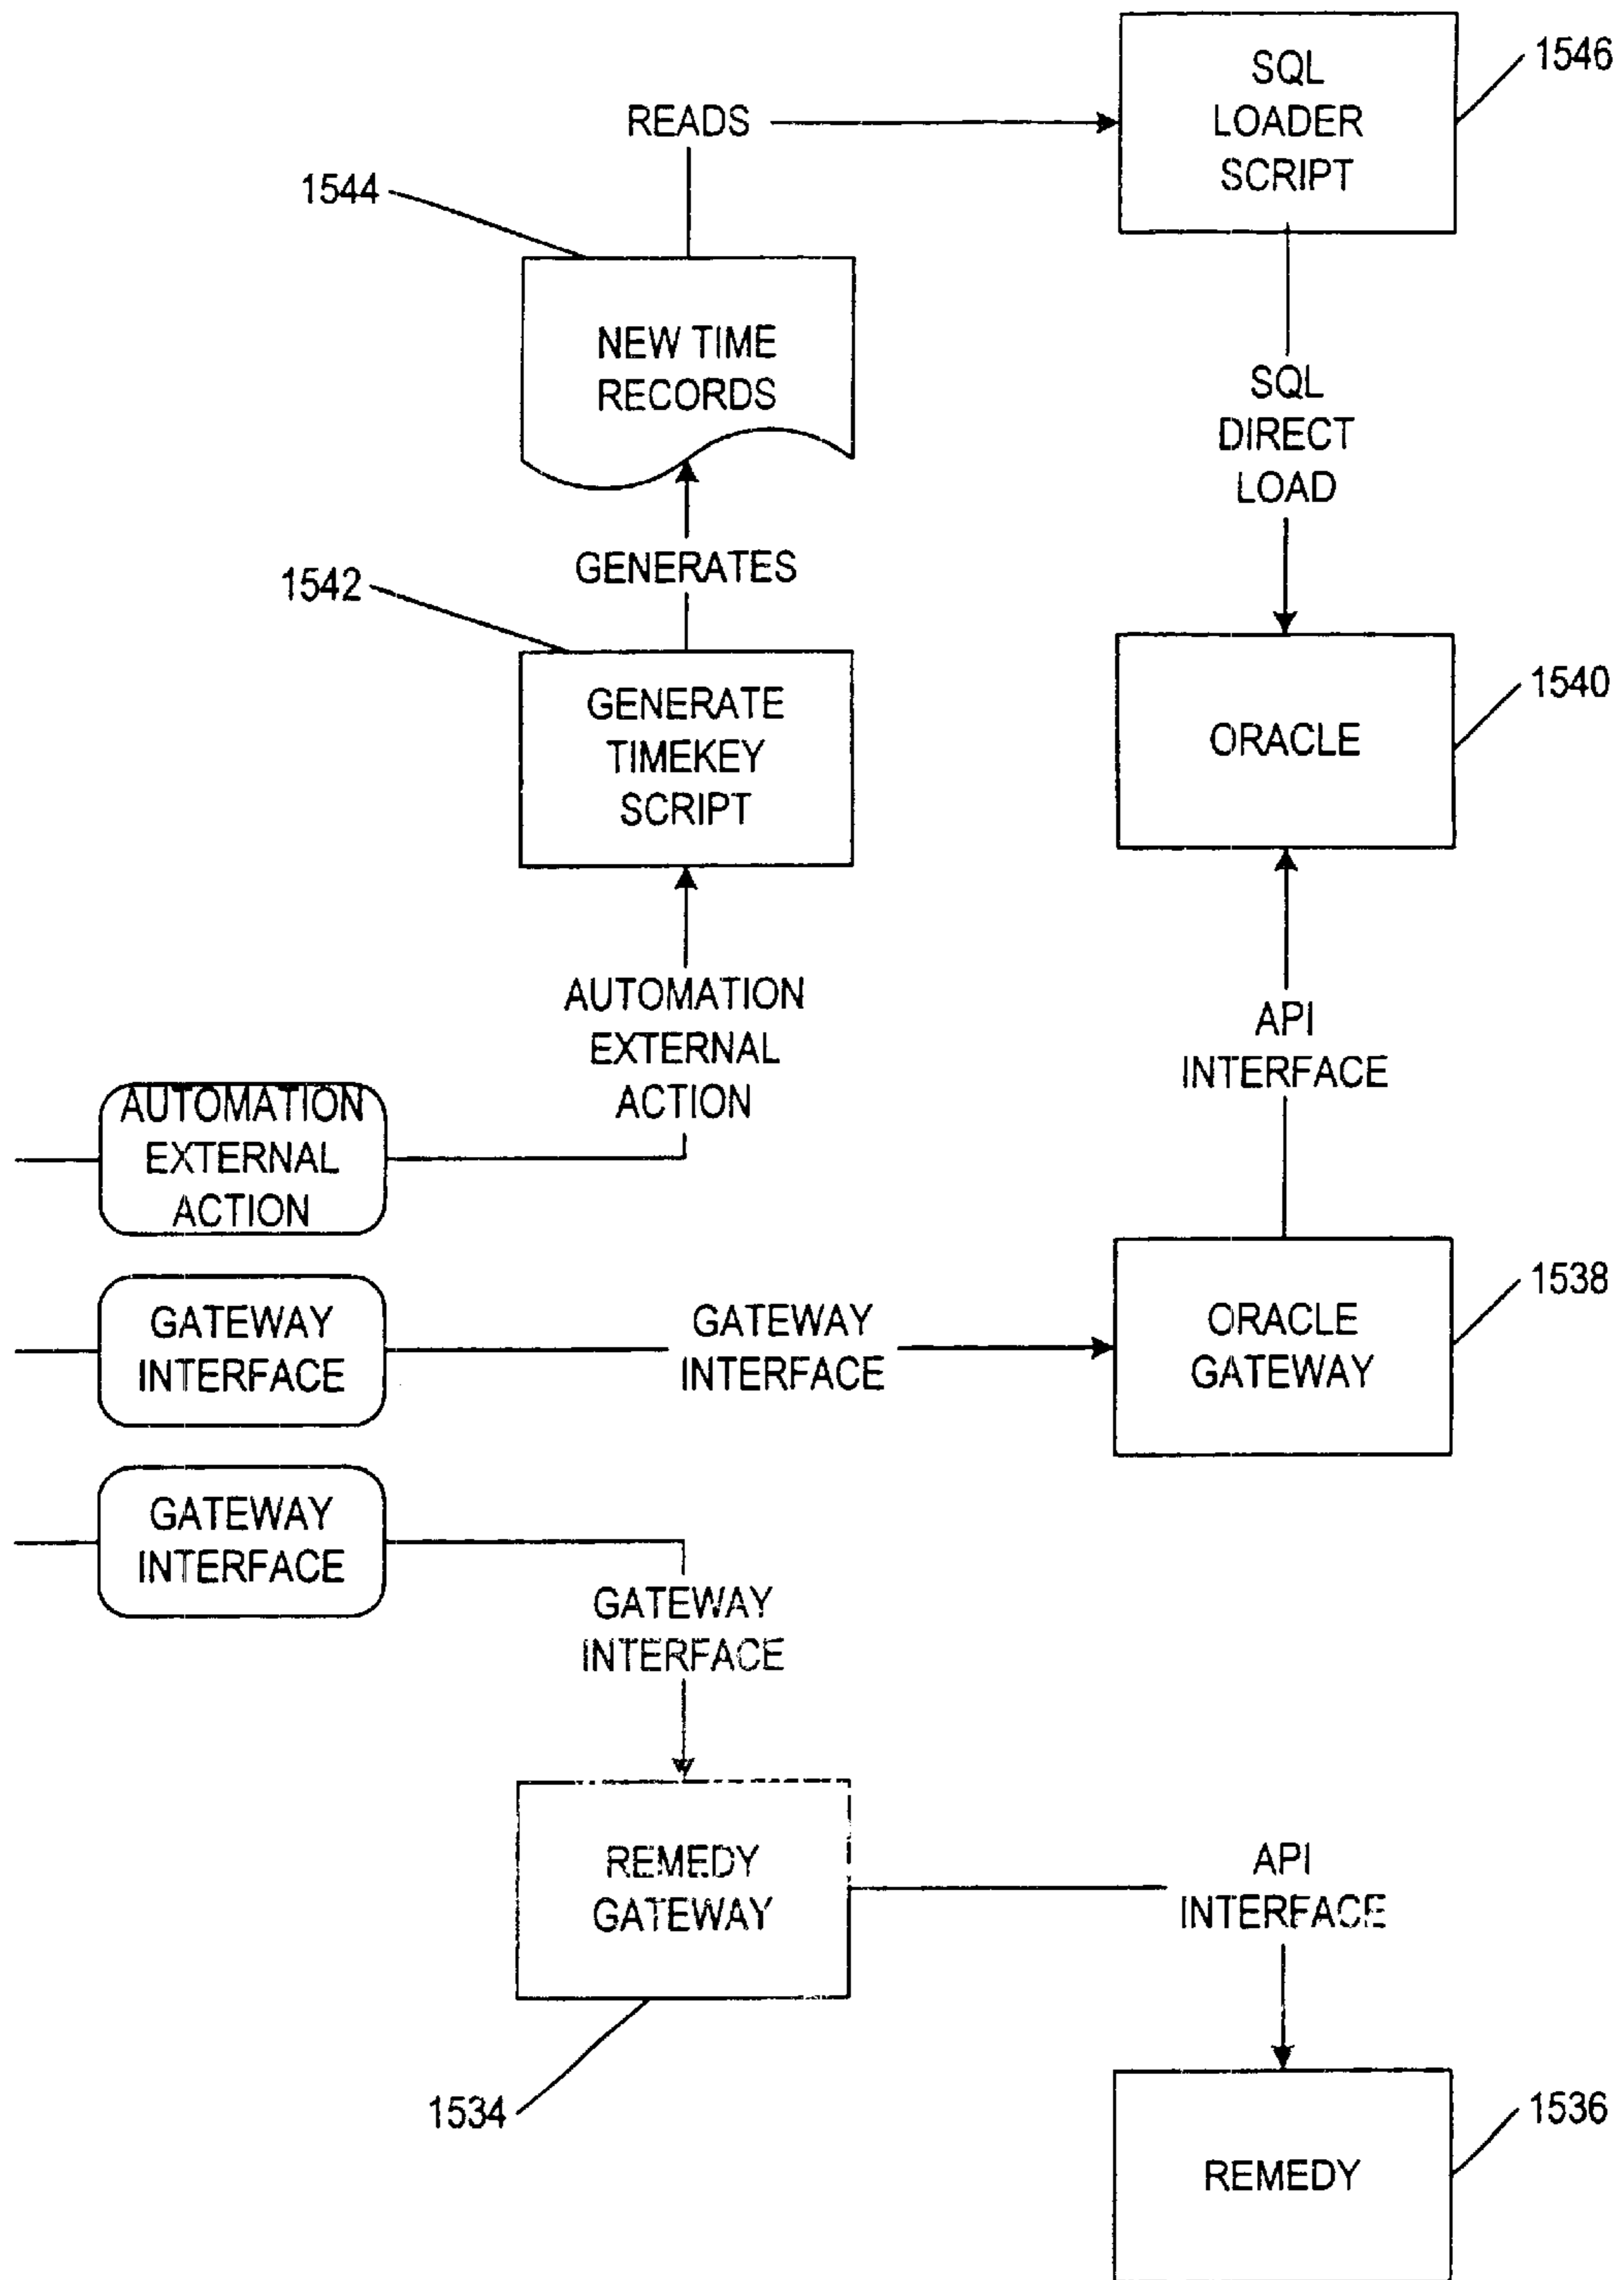 SQL
LOADER
SCRIPT
1546
READS
1544
NEW TIME
RECORDS
SQL
DIRECT
LOAD
GENERATES
1542
GENERATE
TIMEKEY
SCRIPT
ORACLE
1540
AUTOMATION
EXTERNAL
ACTION
API
INTERFACE
AUTOMATION
EXTERNAL
ACTION
GATEWAY
INTERFACE
GATEWAY
INTERFACE
ORACLE
GATEWAY
1538
GATEWAY
INTERFACE
GATEWAY
INTERFACE
REMEDY
GATEWAY
API
INTERFACE
1534
REMEDY
1536